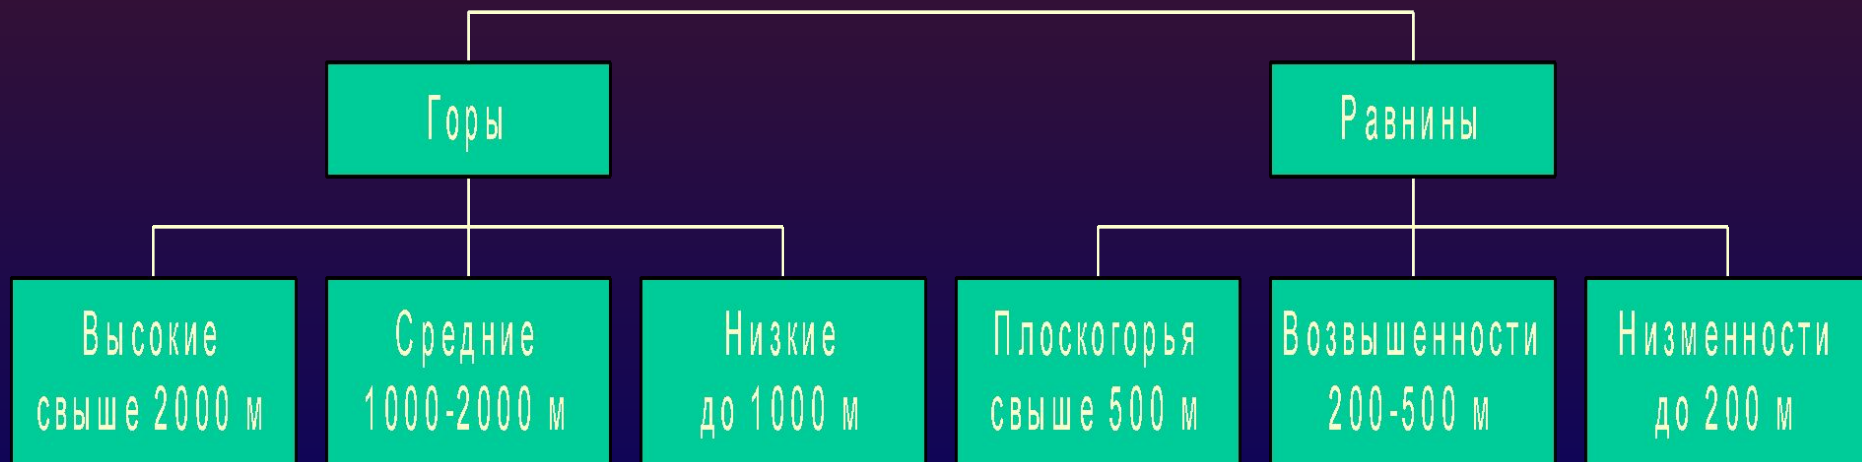 Горы
Равнины
Высокие
свыше 2000 м
Средние
1000-2000 м
Низкие
до 1000 м
Плоскогорья
свыше 500 м
Возвышенности
200-500 м
Низменности
до 200 м